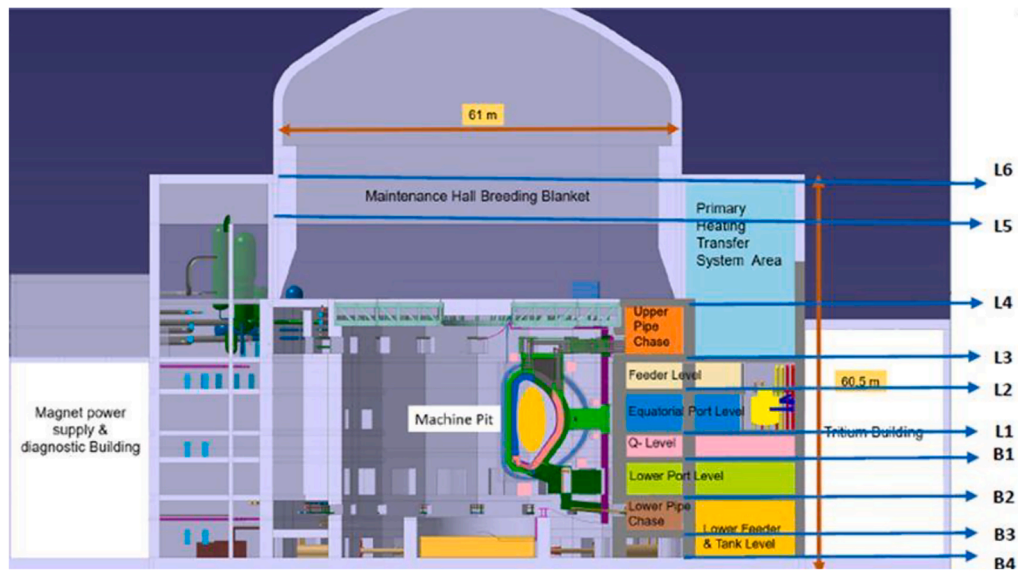 61 m
L6
Maintenance Hall Breeding Blanket
Primary
Heating
Transfer
System Area
L5
L4
Upper
Pipe
Chase
L3
Feeder Level
60,5 m
L2
Magnet power
supply &
diagnostic Building
Machine Pit
Equatorial Port Level
L1
Tritium Building
Q- Level
B1
Lower Port Level
B2
Lower Pipe
Chase
Lower Feeder
& Tank Level
B3
B4